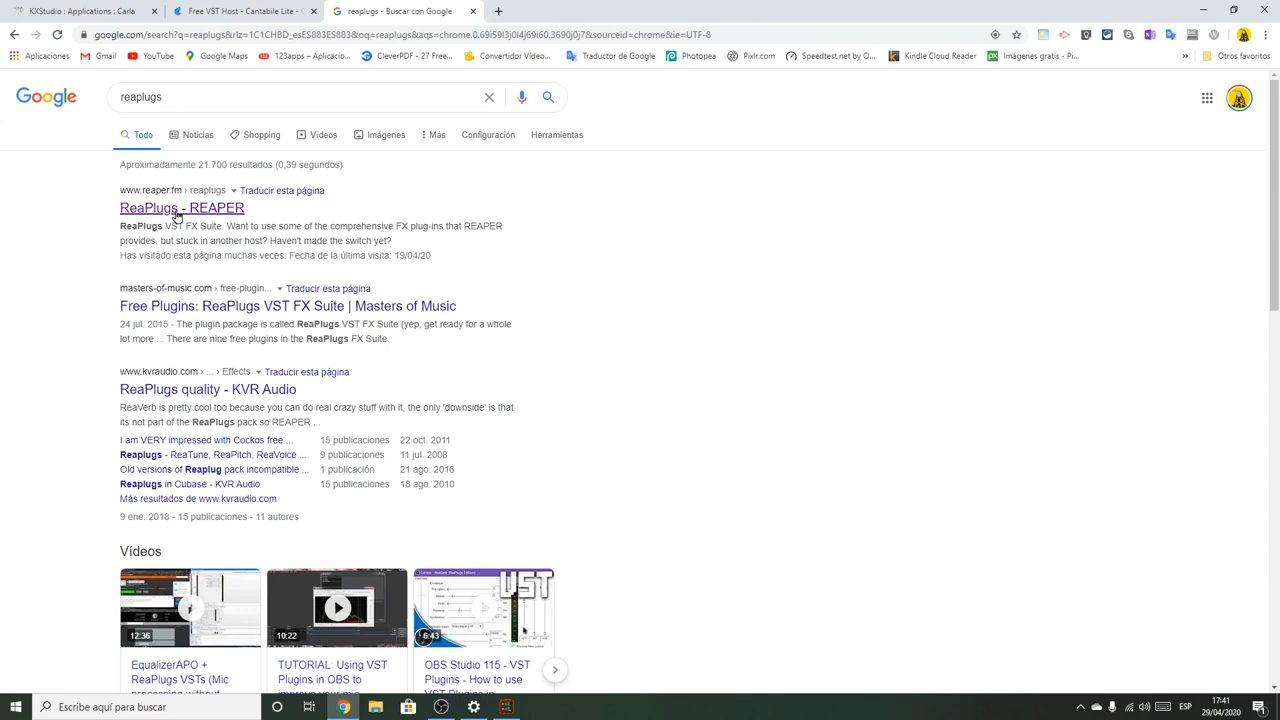 KXStudio : Applications : Carla
Free VST Host - Cantabile Lite - C
reaplugs - Buscar con Google
google.com/search?q=reaplugs&rlz=1C1CHBD_esES883ES883&oq=reaplugs&aqs=chrome.0.69i59l3j0l4j69i60.3690j0j7&sourceid=chrome&ie=UTF-8
Aplicaciones
Gmail
YouTube
Google Maps
123apps – Aplicacio...
CleverPDF - 27 Free...
Convertidor Vídeo...
Traductor de Google
Photopea
Pixlr.com
Speedtest.net by O...
Kindle Cloud Reader
Imágenes gratis - Pi...
»
Otros favoritos
Google
reaplugs
Todo
Noticias
Shopping
Vídeos
Imágenes
Más
Configuración
Herramientas
Aproximadamente 21.700 resultados (0,39 segundos)
www.reaper.fm › reaplugs Traducir esta página
ReaPlugs - REAPER
ReaPlugs VST FX Suite. Want to use some of the comprehensive FX plug-ins that REAPER
provides, but stuck in another host? Haven't made the switch yet?
Has visitado esta página muchas veces. Fecha de la última visita: 19/04/20
masters-of-music.com › free-plugin... Traducir esta página
Free Plugins: ReaPlugs VST FX Suite | Masters of Music
24 jul. 2015 - The plugin package is called ReaPlugs VST FX Suite (yep, get ready for a whole
lot more ... There are nine free plugins in the ReaPlugs FX Suite.
www.kvraudio.com › ... › Effects Traducir esta página
ReaPlugs quality - KVR Audio
ReaVerb is pretty cool too because you can do real crazy stuff with it, the only 'downside' is that
its not part of the ReaPlugs pack so REAPER ...
I am VERY impressed with Cockos free ... 15 publicaciones 22 oct. 2011
Reaplugs - ReaTune, ReaPitch, ReaVoice ... 9 publicaciones 11 jul. 2008
Old versions of Reaplug pack incompatible ... 1 publicación 21 ago. 2016
Reaplugs in Cubase - KVR Audio 15 publicaciones 18 ago. 2010
Más resultados de www.kvraudio.com
9 ene. 2018 - 15 publicaciones - 11 autores
Vídeos
VST
12:36
10:22
6:43
EqualizerAPO +
ReaPlugs VSTs (Mic
processing without
TUTORIAL: Using VST
Plugins in OBS to
improve your mic
OBS Studio 115 - VST
Plugins - How to use
VST Plugins in
Escribe aquí para buscar
ESP
17:41
29/04/2020